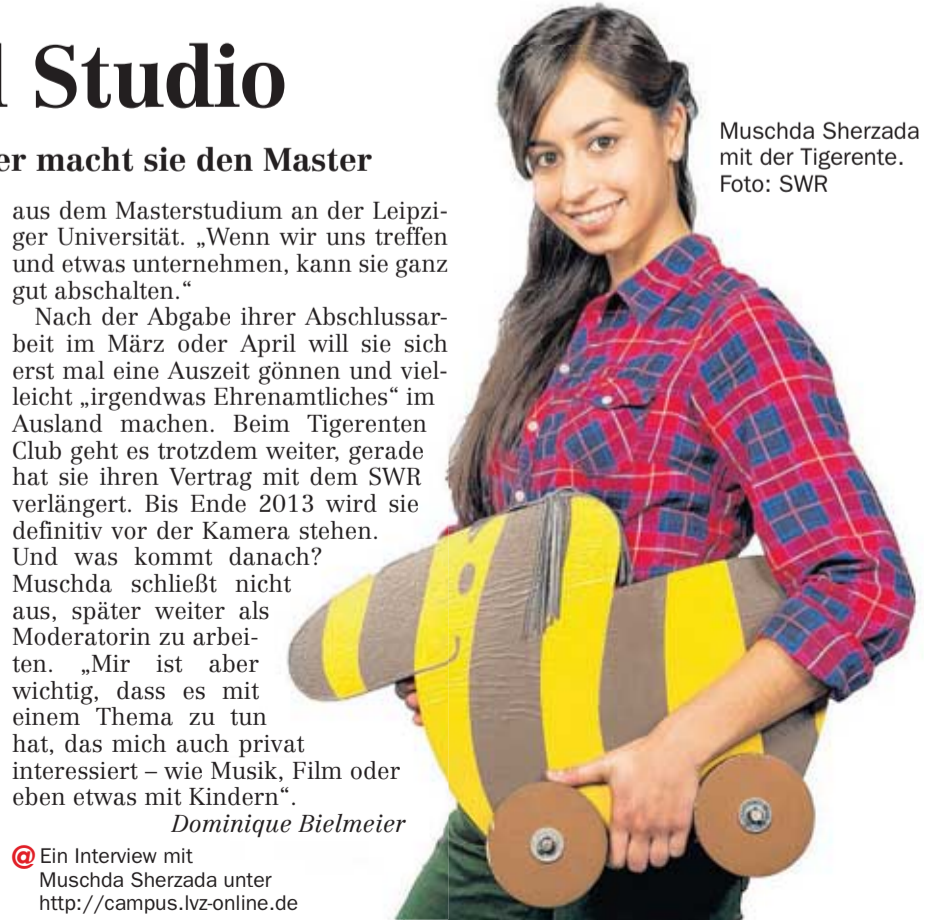 l Studio
er macht sie den Master
aus dem Masterstudium an der Leipzi-
ger Universität. „Wenn wir uns treffen
und etwas unternehmen, kann sie ganz
gut abschalten.“
Nach der Abgabe ihrer Abschlussar-
beit im März oder April will sie sich
erst mal eine Auszeit gönnen und viel-
leicht „irgendwas Ehrenamtliches“ im
Ausland machen. Beim Tigerenten
Club geht es trotzdem weiter, gerade
hat sie ihren Vertrag mit dem SWR
verlängert. Bis Ende 2013 wird sie
definitiv vor der Kamera stehen.
Und was kommt danach?
Muschda schließt nicht
aus, später weiter als
Moderatorin zu arbei-
ten. „Mir ist aber
wichtig, dass es mit
einem Thema zu tun
hat, das mich auch privat
interessiert – wie Musik, Film oder
eben etwas mit Kindern“.
Dominique Bielmeier
@ Ein Interview mit
Muschda Sherzada unter
http://campus.lvz-online.de
Muschda Sherzada
mit der Tigerente.
Foto: SWR